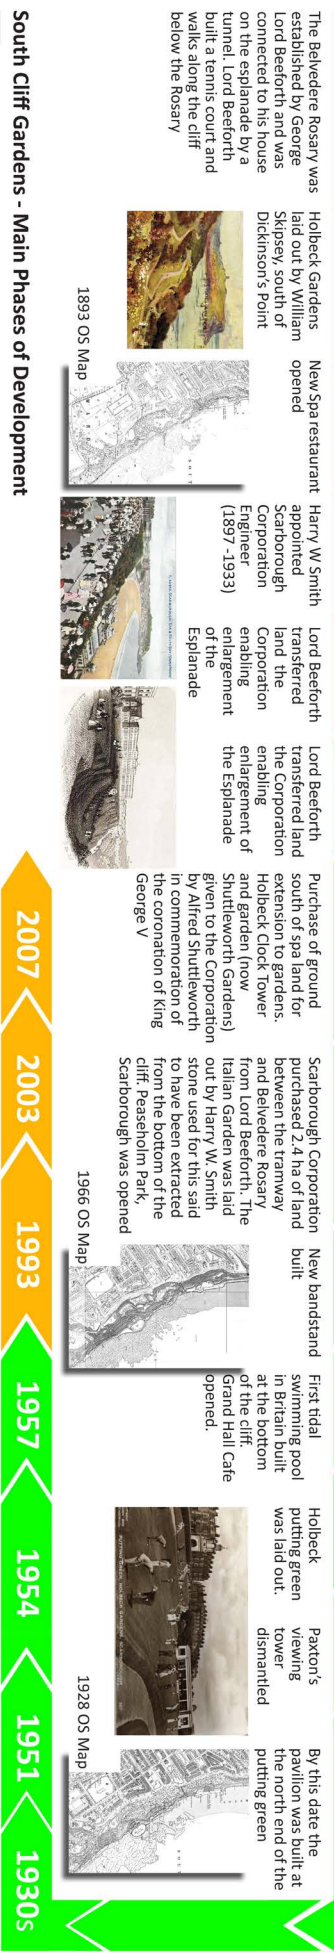 The Belvedere Rosary was
established by George
Lord Beeforth and was
connected to his house
on the esplanade by a
tunnel. Lord Beeforth
built a tennis court and
walks along the cliff
below the Rosary
Holbeck Gardens
laid out by William
Skipsey, south of
Dickinson's Point
1893 OS Map
New Spa restaurant
opened
Harry W Smith
appointed
Scarborough
Corporation
Engineer
(1897 -1933)
Lord Beeforth
transferred
land the
Corporation
enabling
enlargement
of the
Esplanade
Lord Beeforth
transferred land
the Corporation
enabling
enlargement of
the Esplanade
Purchase of ground
south of spa land for
extension to gardens.
Holbeck Clock Tower
and garden (now
Shuttleworth Gardens)
given to the Corporation
by Alfred Shuttleworth
in commemoration of
the coronation of King
George V
Scarborough Corporation
purchased 2.4 ha of land
between the tramway
and Belvedere Rosary
from Lord Beeforth. The
Italian Garden was laid
out by Harry W. Smith
stone used for this said
to have been extracted
from the bottom of the
cliff. Peaseholm Park,
Scarborough was opened
1966 OS Map
New bandstand
built
First tidal
swimming pool
in Britain built
at the bottom
of the cliff.
Grand Hall Cafe
opened.
Holbeck
putting green
was laid out.
Paxton's
viewing
tower
dismantled
1928 OS Map
By this date the
pavilion was built at
the north end of the
putting green
2007
2003
1993
1957
1954
1951
1930s
South Cliff Gardens - Main Phases of Development